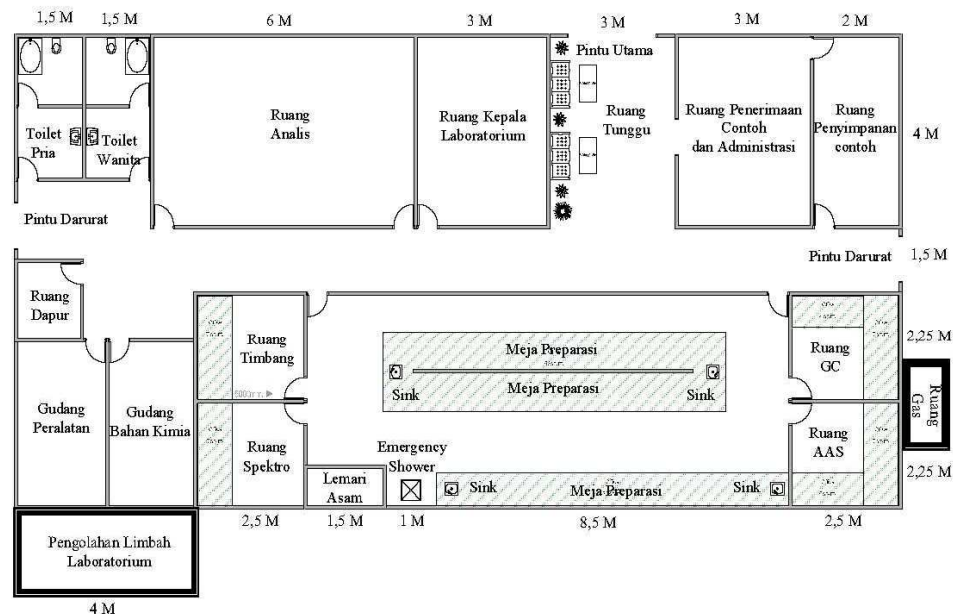 1,5 M 1,5 M 6 M 3 M 3 M 3 M 2 M
Pintu Utama
Toilet
Pria
Toilet
Wanita
Ruang
Analis
Ruang Kepala
Laboratorium
Ruang
Tunggu
Ruang Penerimaan
Contoh
dan Administrasi
Ruang
Penyimpanan
contoh
4 M
Pintu Darurat
Pintu Darurat
1,5 M
Ruang
Dapur
Ruang
Timbang
Meja Preparasi
Meja Preparasi
Sink
Sink
Ruang
GC
2,25 M
Ruang
Gas
Gudang
Peralatan
Gudang
Bahan Kimia
Ruang
Spektro
Emergency
Shower
Lemari
Asam
Sink
Meja Preparasi
Sink
Ruang
AAS
2,25 M
2,5 M 1,5 M 1 M 8,5 M 2,5 M
Pengolahan Limbah
Laboratorium
4 M